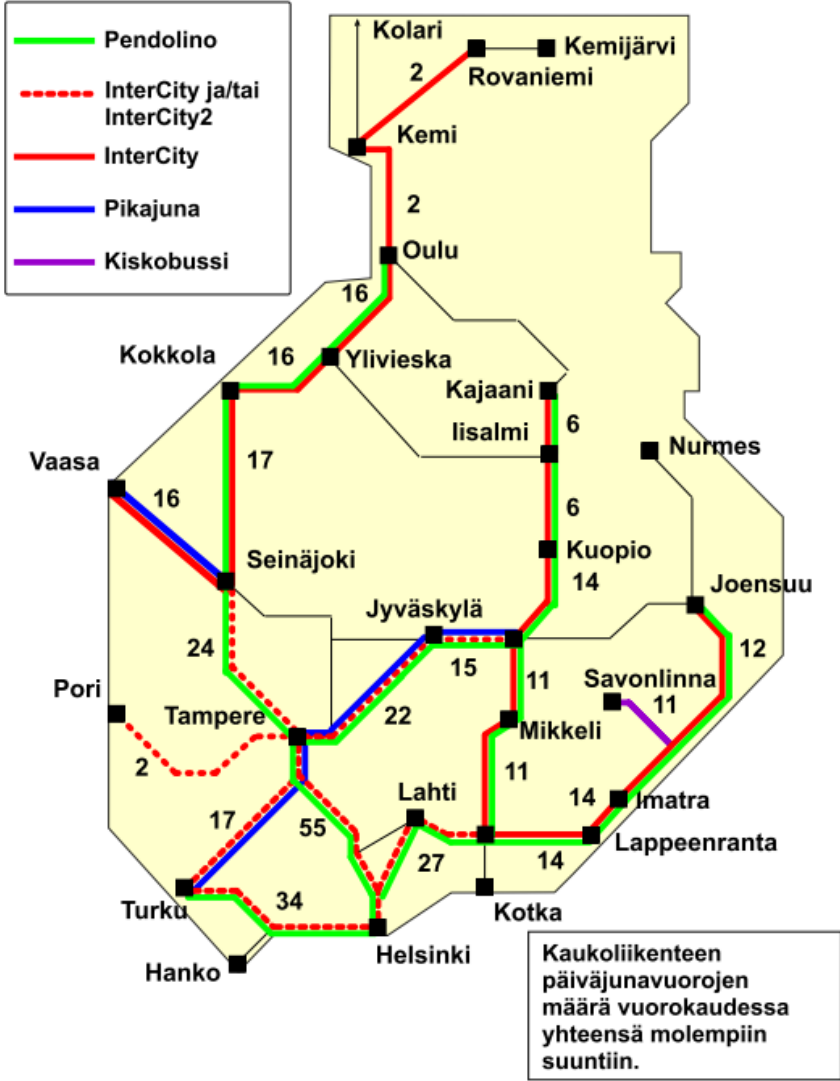 Pendolino
InterCity ja/tai
InterCity2
InterCity
Pikajuna
Kiskobussi
Kolari
Kemijärvi
Rovaniemi
2
Kemi
2
Oulu
16
Kokkola
16
Ylivieska
Kajaani
6
Iisalmi
Nurmes
Vaasa
17
16
6
Kuopio
Seinäjoki
14
Joensuu
Jyväskylä
24
15
12
Pori
11
Savonlinna
11
Tampere
22
Mikkeli
2
11
Lahti
14
Imatra
17
55
Lappeenranta
27
14
34
Turku
Kotka
Helsinki
Hanko
Kaukoliikenteen
päiväjunavuorojen
määrä vuorokaudessa
yhteensä molempiin
suuntiin.